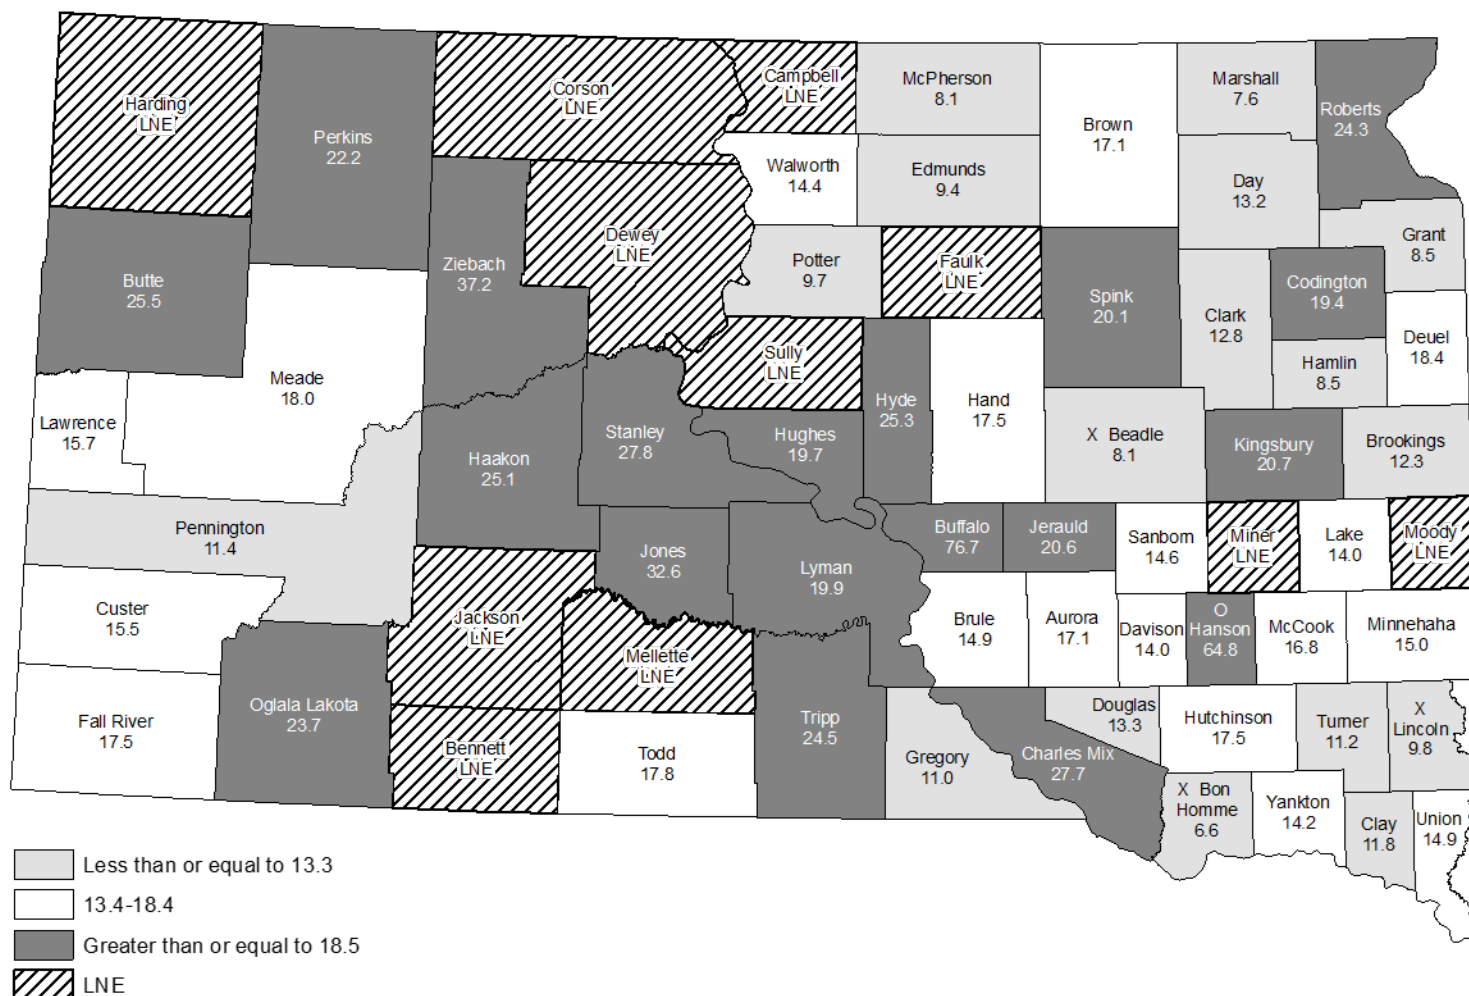 Harding
LNE
Perkins
22.2
Corson
LNE
Campbell
LNE
McPherson
8.1
Brown
17.1
Marshall
7.6
Roberts
24.3
Walworth
14.4
Edmunds
9.4
Day
13.2
Grant
8.5
Butte
25.5
Ziebach
37.2
Dewey
LNE
Potter
9.7
Faulk
LNE
Spink
20.1
Codington
19.4
Clark
12.8
Deuel
18.4
Hamlin
8.5
Meade
18.0
Sully
LNE
Lawrence
15.7
Haakon
25.1
Stanley
27.8
Hughes
19.7
Hyde
25.3
Hand
17.5
X Beadle
8.1
Kingsbury
20.7
Brookings
12.3
Pennington
11.4
Jones
32.6
Lyman
19.9
Buffalo
76.7
Jerauld
20.6
Sanborn
14.6
Miner
LNE
Lake
14.0
Moody
LNE
Custer
15.5
Jackson
LNE
Mellette
LNE
Brule
14.9
Aurora
17.1
Davison
14.0
O
Hanson
64.8
McCook
16.8
Minnehaha
15.0
Fall River
17.5
Oglala Lakota
23.7
Bennett
LNE
Todd
17.8
Tripp
24.5
Gregory
11.0
Charles Mix
27.7
Douglas
13.3
Hutchinson
17.5
Turner
11.2
X
Lincoln
9.8
X Bon
Homme
6.6
Yankton
14.2
Clay
11.8
Union
14.9
Less than or equal to 13.3
13.4-18.4
Greater than or equal to 18.5
LNE